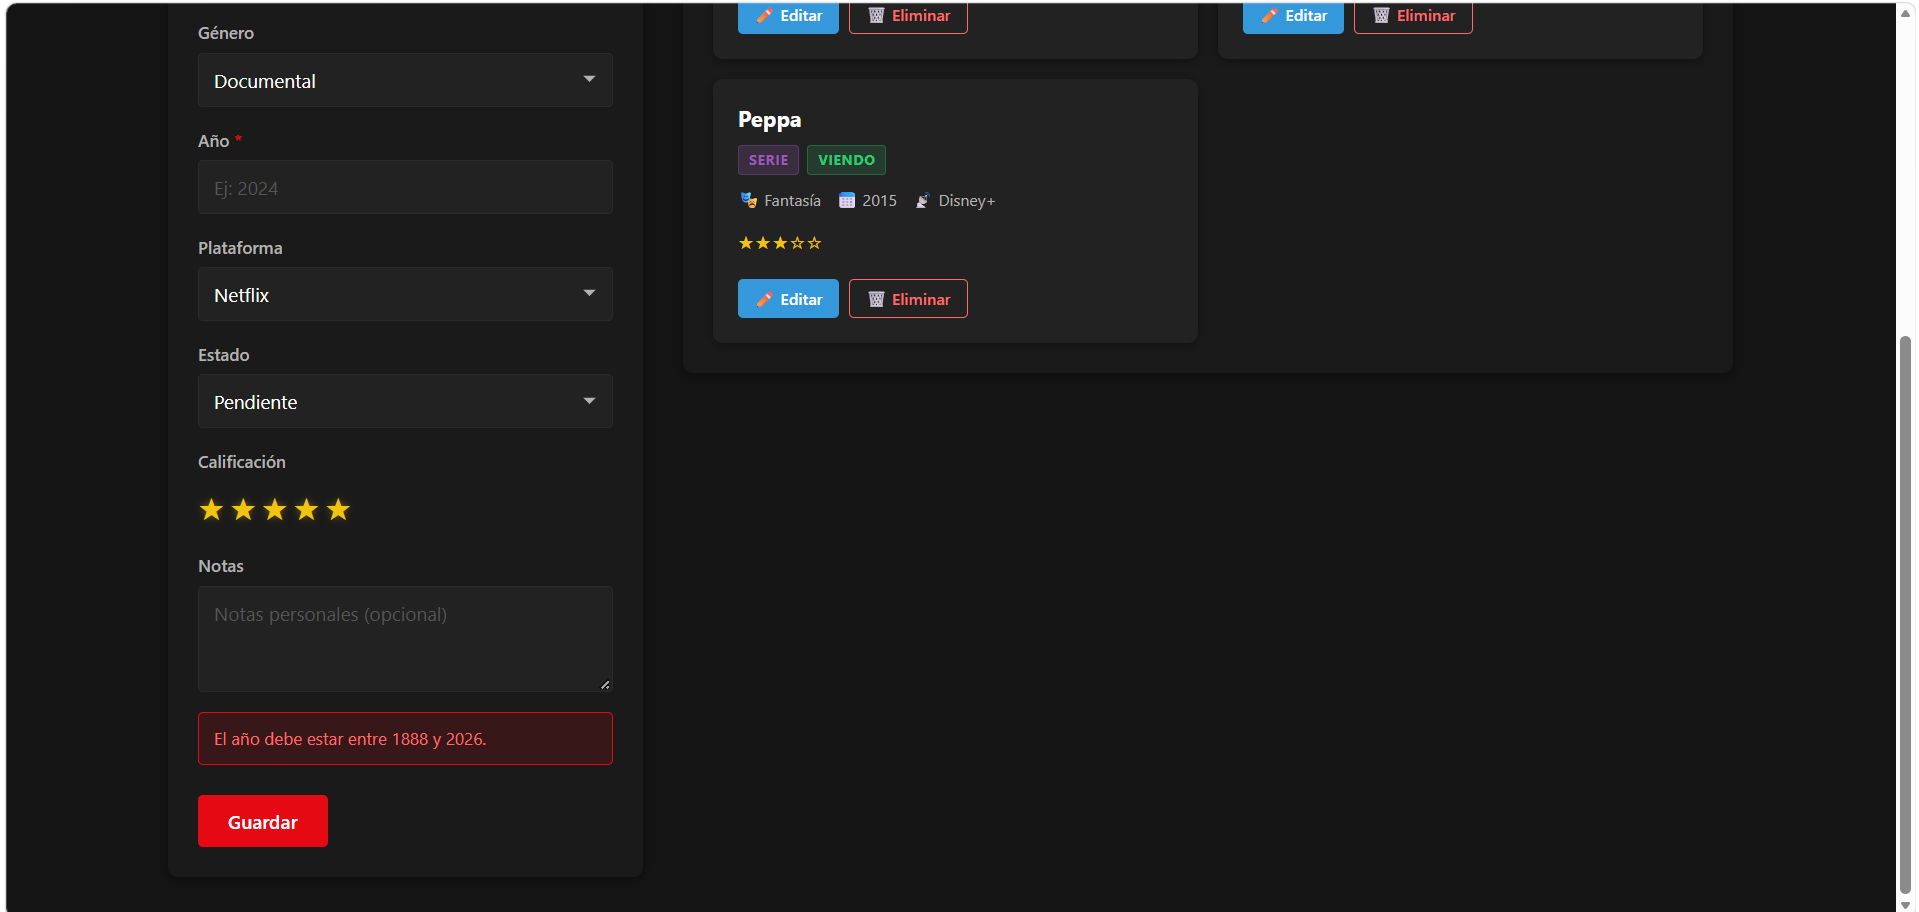 Género
Documental
Año *
Ej: 2024
Plataforma
Netflix
Estado
Pendiente
Calificación
Notas
Notas personales (opcional)
El año debe estar entre 1888 y 2026.
Guardar
Editar Eliminar
Editar Eliminar
Peppa
SERIE VIENDO
Fantasía 2015 Disney+
★★★☆☆
Editar Eliminar